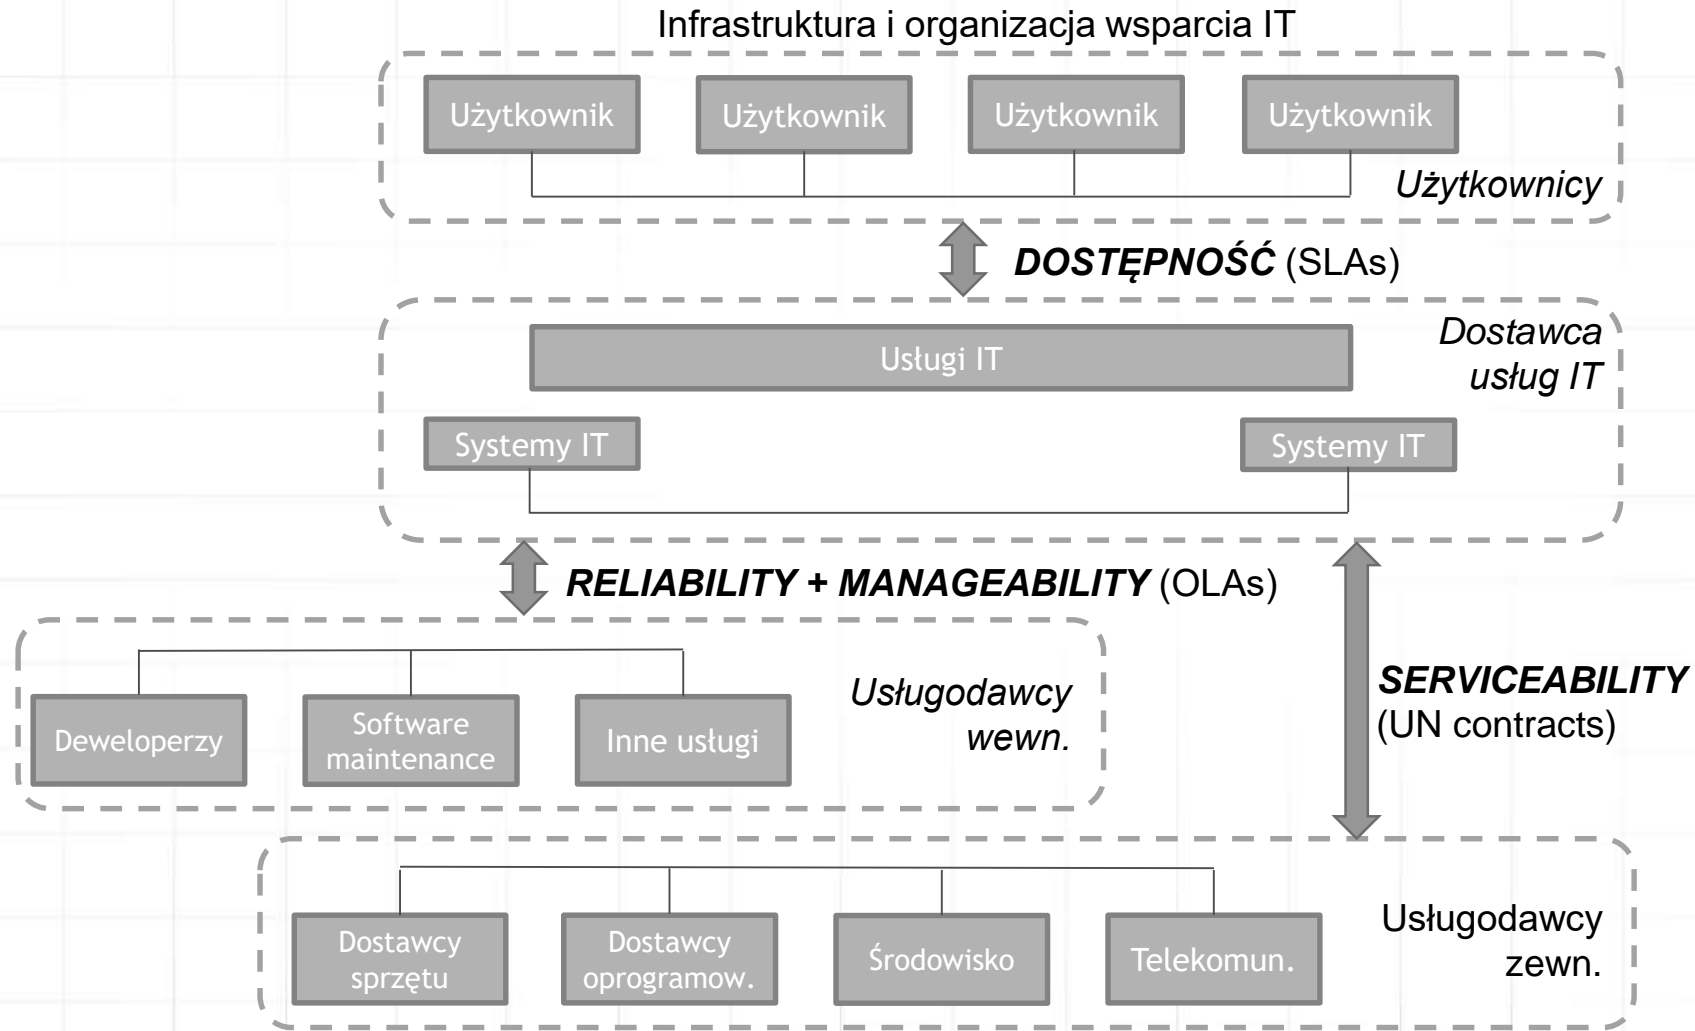 Infrastruktura i organizacja wsparcia IT
Użytkownik
Użytkownik
Użytkownik
Użytkownik
Użytkownicy
DOSTĘPNOŚĆ (SLAs)
Dostawca
usług IT
Usługi IT
Systemy IT
Systemy IT
RELIABILITY + MANAGEABILITY (OLAs)
SERVICEABILITY
(UN contracts)
Usługodawcy
wewn.
Deweloperzy
Software
maintenance
Inne usługi
Usługodawcy
zewn.
Dostawcy
sprzętu
Dostawcy
oprogramow.
Środowisko
Telekomun.